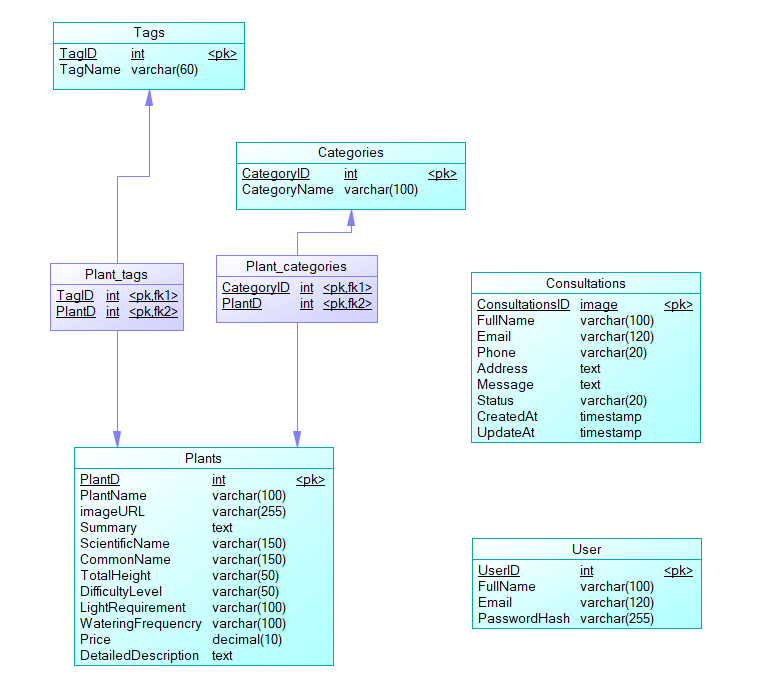 Tags
TagID int <pk>
TagName varchar(60)
Categories
CategoryID int <pk>
CategoryName varchar(100)
Plant_tags
TagID int <pk,fk1>
PlantD int <pk,fk2>
Plant_categories
CategoryID int <pk,fk1>
PlantD int <pk,fk2>
Consultations
ConsultationsID image <pk>
FullName varchar(100)
Email varchar(120)
Phone varchar(20)
Address text
Message text
Status varchar(20)
CreatedAt timestamp
UpdateAt timestamp
Plants
PlantD int <pk>
PlantName varchar(100)
imageURL varchar(255)
Summary text
ScientificName varchar(150)
CommonName varchar(150)
TotalHeight varchar(50)
DifficultyLevel varchar(50)
LightRequirement varchar(100)
WateringFrequencry varchar(100)
Price decimal(10)
DetailedDescription text
User
UserID int <pk>
FullName varchar(100)
Email varchar(120)
PasswordHash varchar(255)